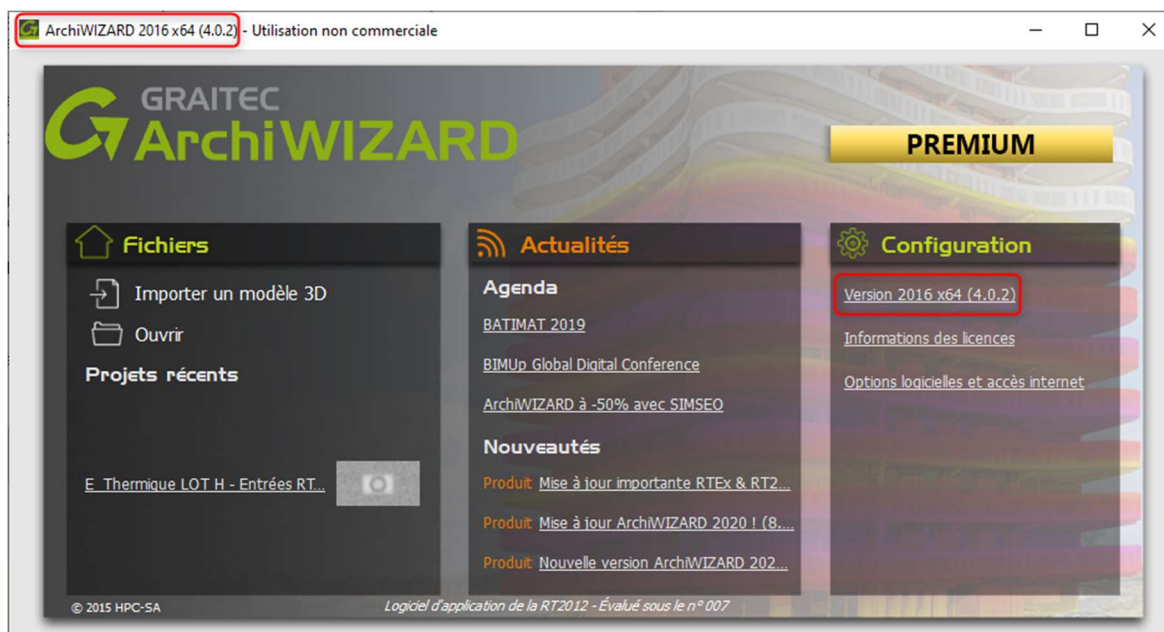 ArchiWIZARD 2016 x64 (4.0.2) - Utilisation non commerciale
GRAITEC
ArchiWIZARD
PREMIUM
Fichiers
Importer un modèle 3D
Ouvrir
Projets récents
E_Thermique LOT H - Entrées RT...
Actualités
Agenda
BATIMAT 2019
BIMUp Global Digital Conference
ArchiWIZARD à -50% avec SIMSEO
Nouveautés
Produit Mise à jour importante RTEx & RT2...
Produit Mise à jour ArchiWIZARD 2020 ! (8....
Produit Nouvelle version ArchiWIZARD 202...
Configuration
Version 2016 x64 (4.0.2)
Informations des licences
Options logicielles et accès internet
© 2015 HPC-SA
Logiciel d'application de la RT2012 - Évalué sous le n° 007